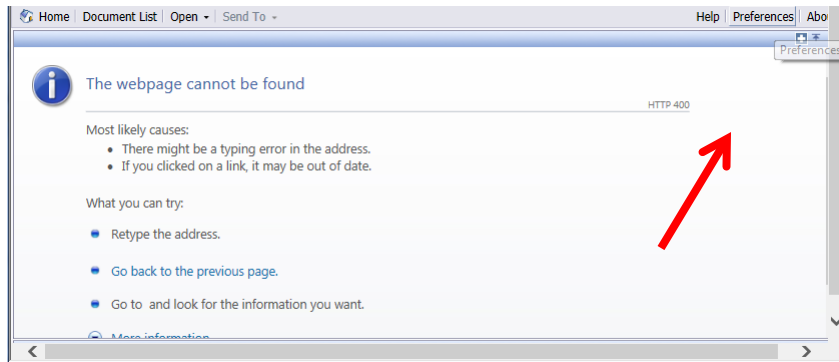 Home Document List Open Send To Help Preferences Abou
Preferences
The webpage cannot be found
HTTP 400
Most likely causes:
There might be a typing error in the address.
If you clicked on a link, it may be out of date.
What you can try:
Retype the address.
Go back to the previous page.
Go to and look for the information you want.
More information